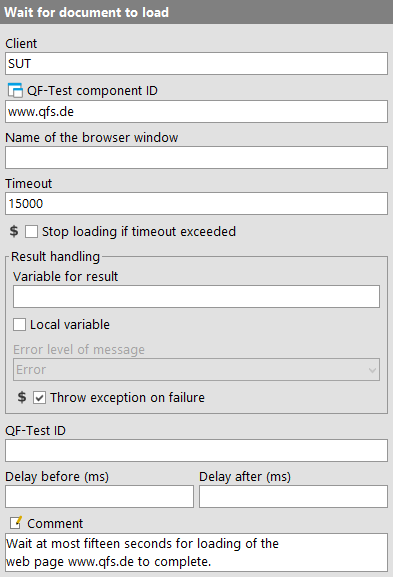 Wait for document to load
Client
SUT
QF-Test component ID
www.qfs.de
Name of the browser window
Timeout
15000
$ Stop loading if timeout exceeded
Result handling
Variable for result
Local variable
Error level of message
Error
$ Throw exception on failure
QF-Test ID
Delay before (ms) Delay after (ms)
Comment
Wait at most fifteen seconds for loading of the
web page www.qfs.de to complete.